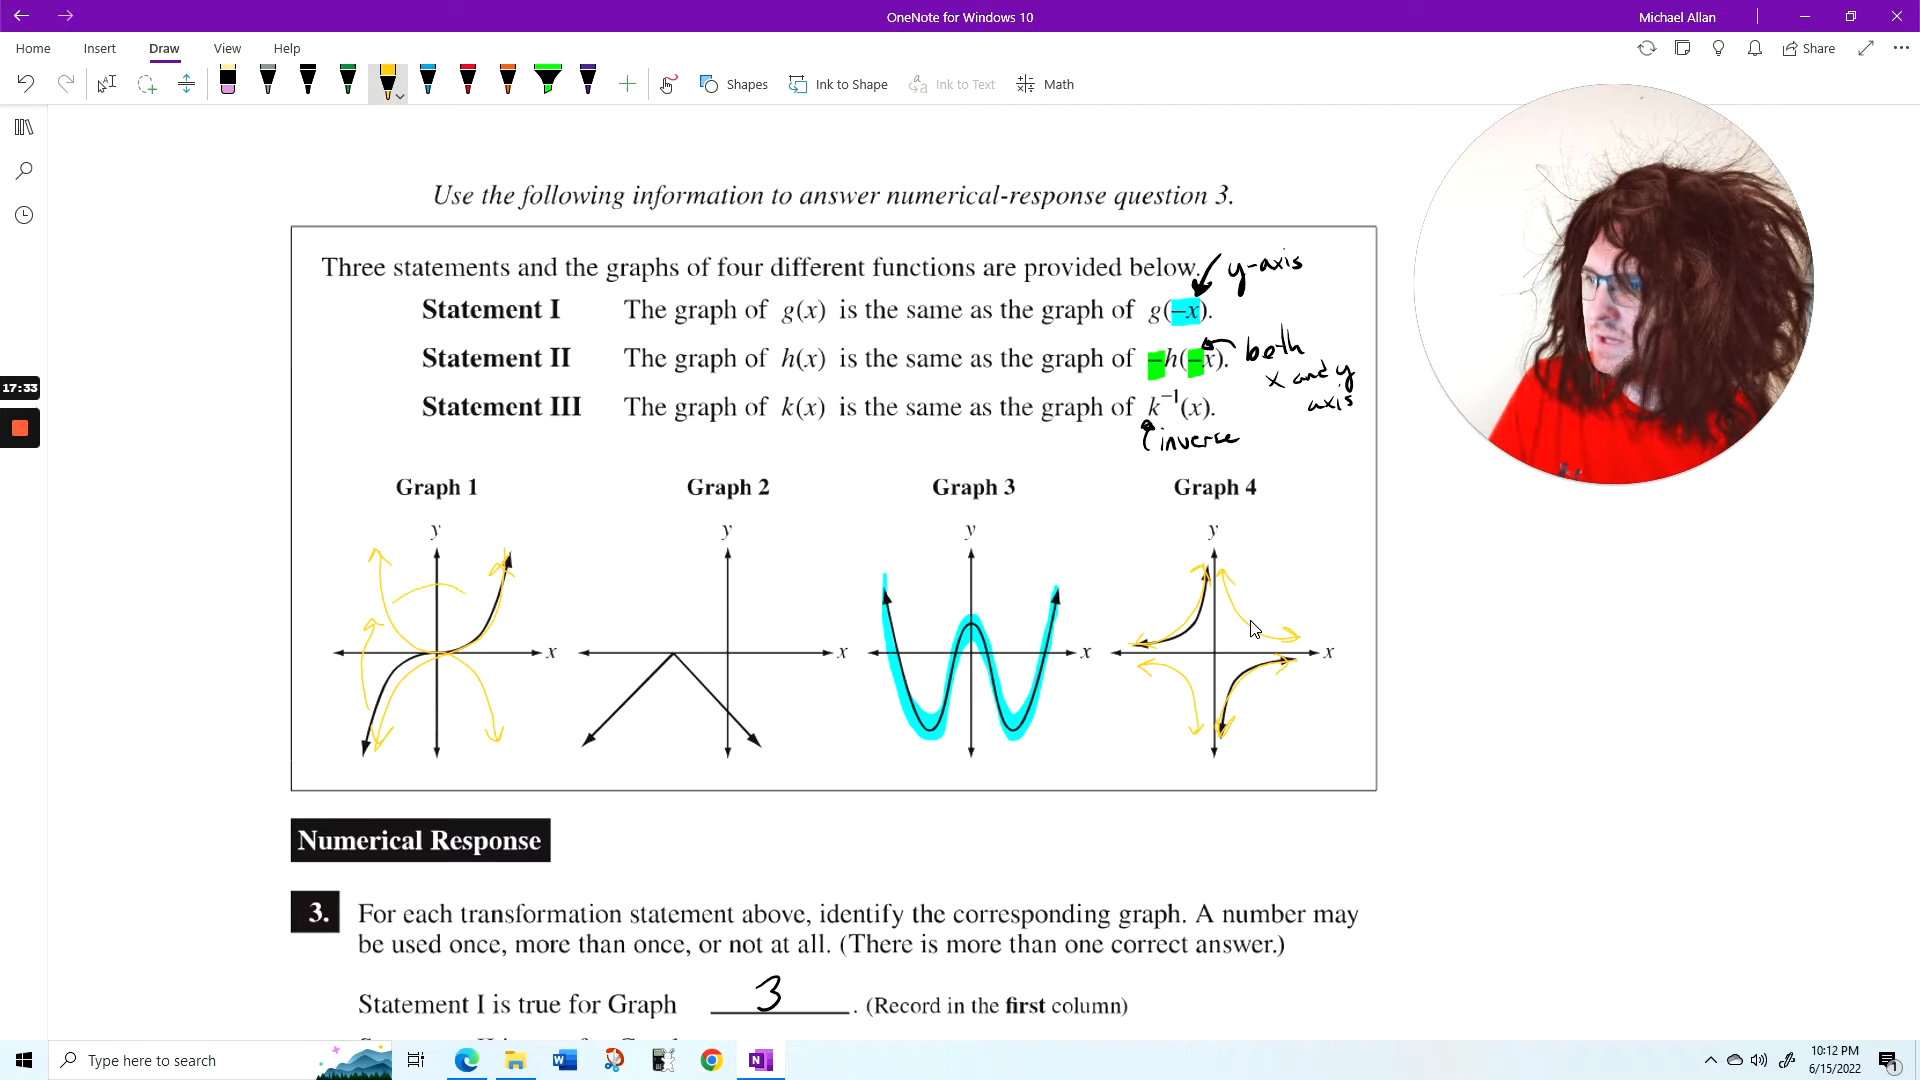 OneNote for Windows 10
Michael Allan
Home Insert Draw View Help
Share
Shapes
Ink to Shape
Ink to Text
Math
Use the following information to answer numerical-response question 3.
Three statements and the graphs of four different functions are provided below.
y-axis
Statement I The graph of g(x) is the same as the graph of g(−x).
Statement II The graph of h(x) is the same as the graph of −h(−x).
both
x and y
axis
Statement III The graph of k(x) is the same as the graph of k⁻¹(x).
inverse
17:33
Graph 1 Graph 2 Graph 3 Graph 4
y y y y
x x x x
Numerical Response
3. For each transformation statement above, identify the corresponding graph. A number may
be used once, more than once, or not at all. (There is more than one correct answer.)
Statement I is true for Graph 3. (Record in the first column)
Type here to search
10:12 PM
6/15/2022